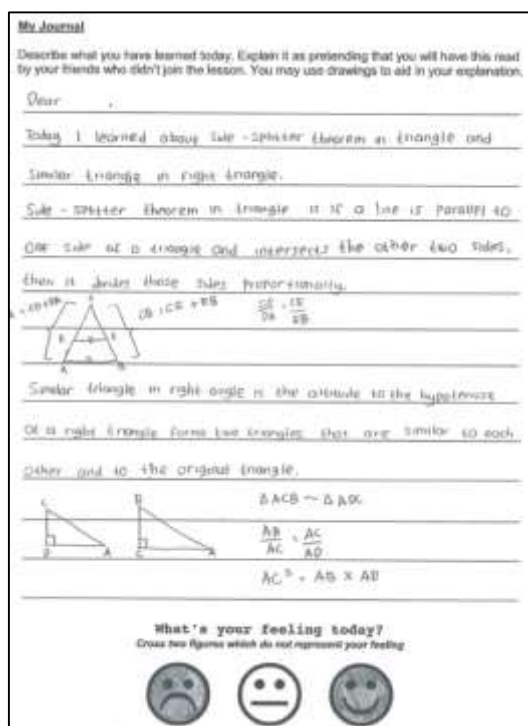 My Journal
Describe what you have learned today. Explain it as pretending that you will have this read
by your friends who didn't join the lesson. You may use drawings to aid in your explanation.
Dear ,
Today I learned about side-splitter theorem in triangle and
Similar triangle in right triangle.
Side-splitter theorem in triangle is if a line is parallel to
one side of a triangle and intersects the other two sides,
then it divides those sides proportionally.
CB = CE + EB
A B
Similar triangle in right angle is the altitude to the hypotenuse
of a right triangle forms two triangles that are similar to each
other and to the original triangle.
C B Δ ACB ~ Δ ADC
D A C A AB/AC = AC/AD
AC² = AB × AD
What's your feeling today?
Cross two figures which do not represent your feeling